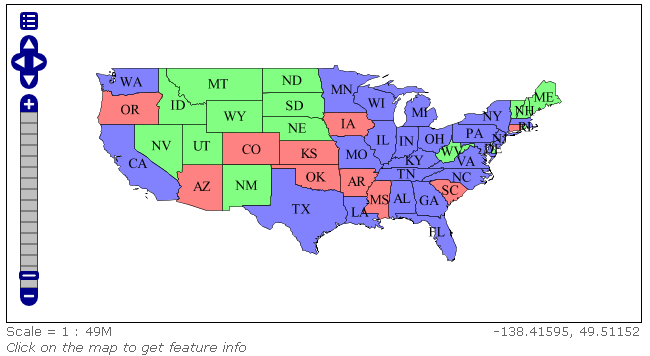 WA
MT
ND
MN
ME
OR
ID
SD
WI
MI
NY
NH
WY
IA
NE
PA
RI
NV
UT
CO
IL
IN
OH
CA
KS
MO
WV
DE
KY
VA
AZ
NM
OK
AR
TN
NC
SC
TX
MS
AL
GA
LA
FL
Scale = 1 : 49M
-138.41595, 49.51152
Click on the map to get feature info